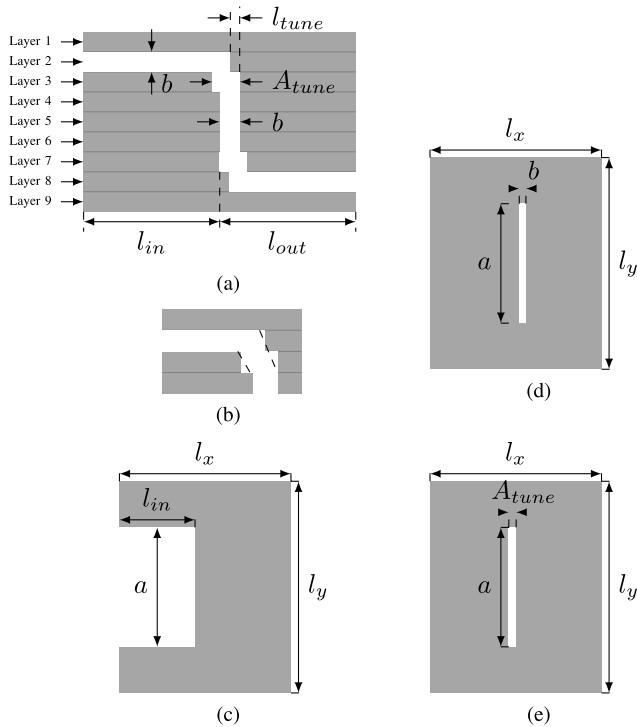 l_tune
Layer 1
Layer 2
Layer 3
b
A_tune
Layer 4
Layer 5
b
Layer 6
Layer 7
Layer 8
Layer 9
l_in
l_out
(a)
(b)
l_x
b
a
l_y
(d)
l_x
l_in
a
l_y
(c)
l_x
A_tune
a
l_y
(e)